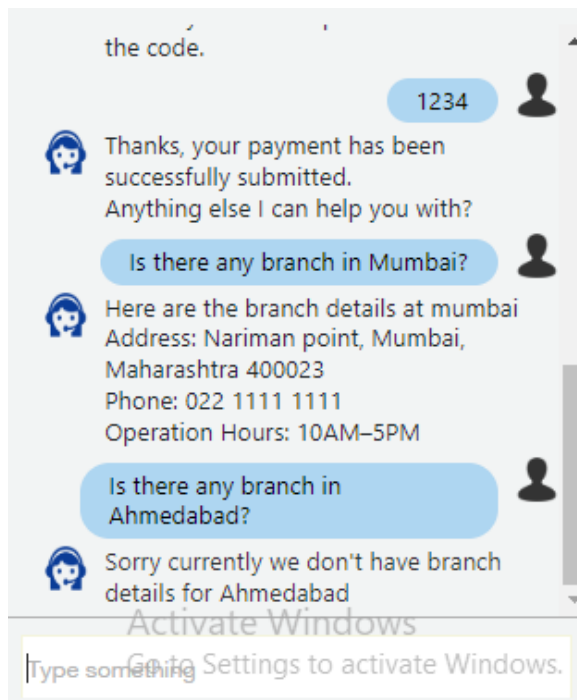 the code.
1234
Thanks, your payment has been
successfully submitted.
Anything else I can help you with?
Is there any branch in Mumbai?
Here are the branch details at mumbai
Address: Nariman point, Mumbai,
Maharashtra 400023
Phone: 022 1111 1111
Operation Hours: 10AM–5PM
Is there any branch in
Ahmedabad?
Sorry currently we don't have branch
details for Ahmedabad
Activate Windows
Go to Settings to activate Windows.
Type something